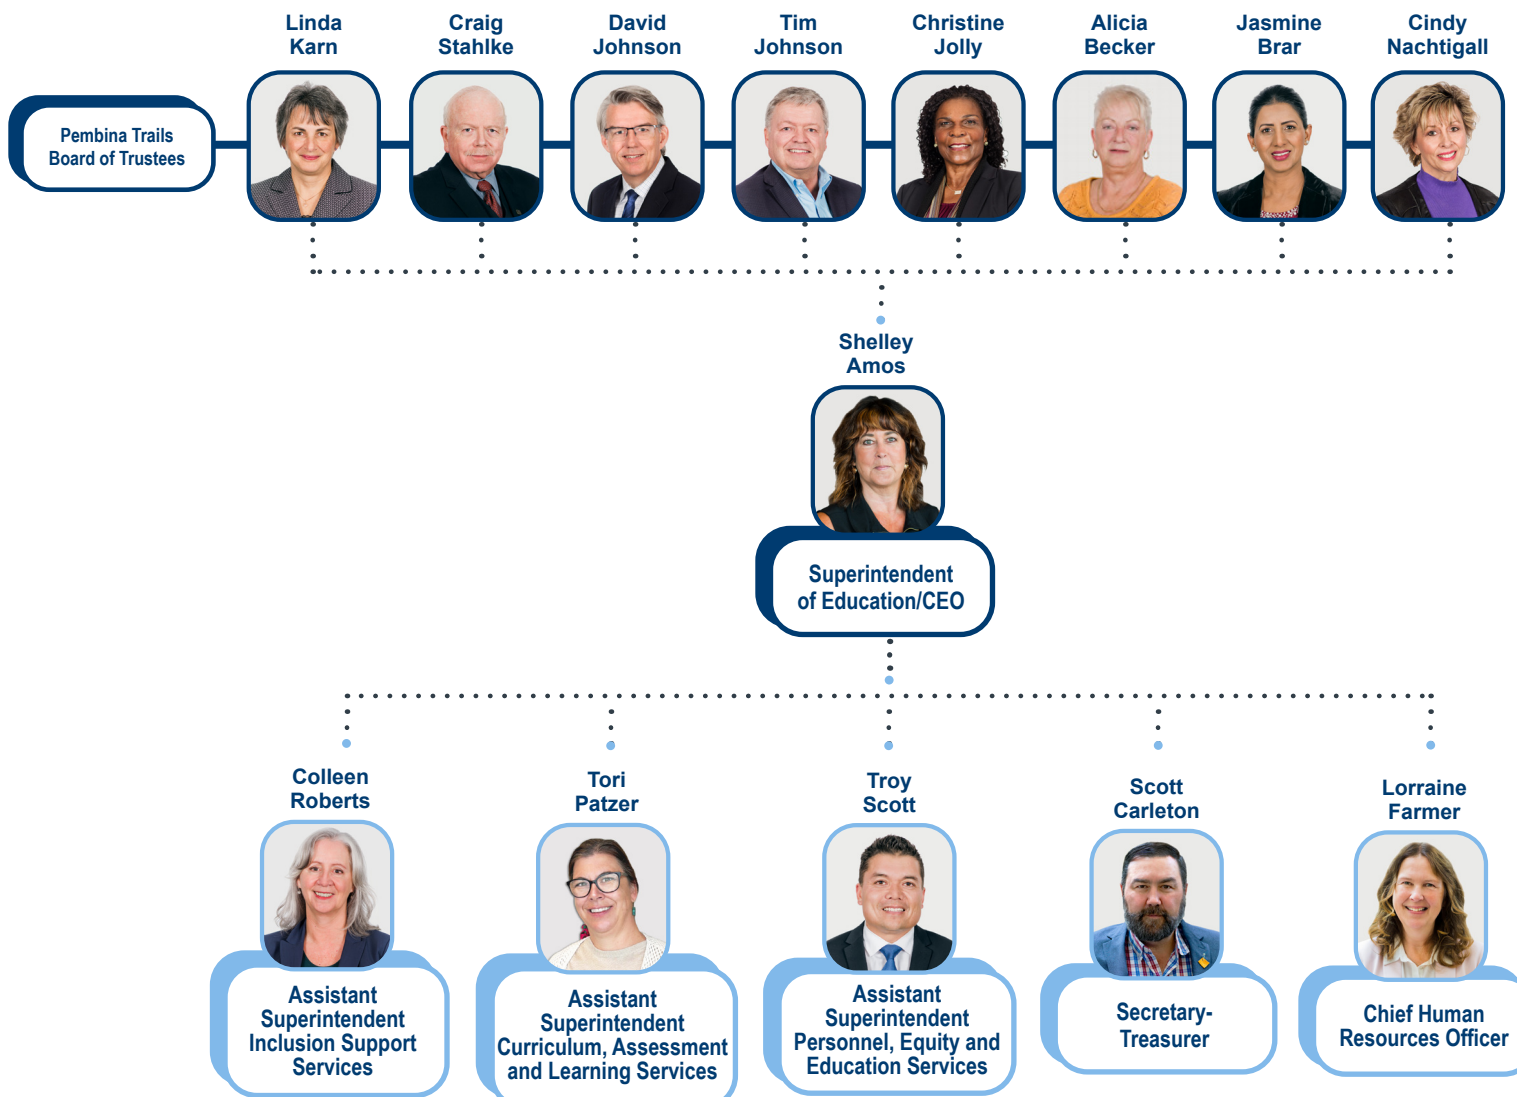 Linda
Karn
Craig
Stahlke
David
Johnson
Tim
Johnson
Christine
Jolly
Alicia
Becker
Jasmine
Brar
Cindy
Nachtigall
Pembina Trails
Board of Trustees
Shelley
Amos
Superintendent
of Education/CEO
Colleen
Roberts
Tori
Patzer
Troy
Scott
Scott
Carleton
Lorraine
Farmer
Assistant
Superintendent
Inclusion Support
Services
Assistant
Superintendent
Curriculum, Assessment
and Learning Services
Assistant
Superintendent
Personnel, Equity and
Education Services
Secretary-
Treasurer
Chief Human
Resources Officer